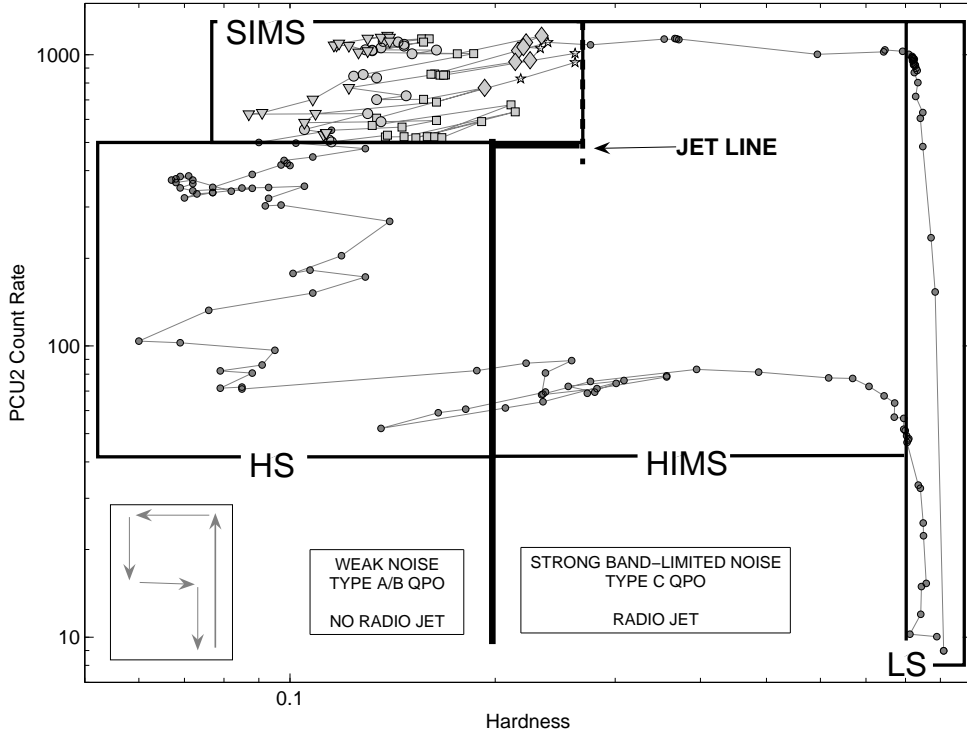 SIMS
1000
JET LINE
PCU2 Count Rate
100
HS
HIMS
WEAK NOISE
TYPE A/B QPO
NO RADIO JET
STRONG BAND−LIMITED NOISE
TYPE C QPO
RADIO JET
10
LS
0.1
Hardness